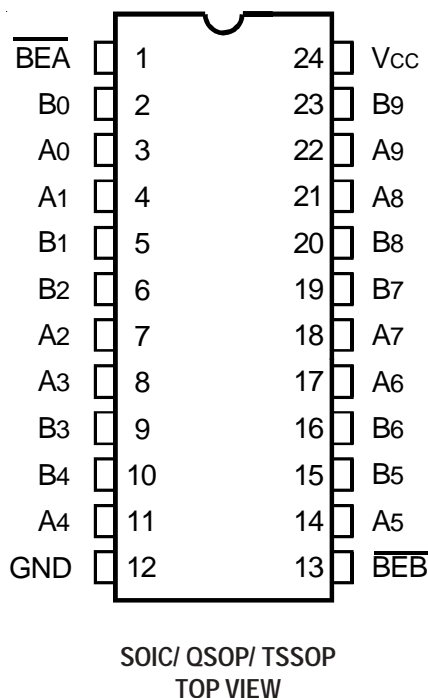 B̅E̅A̅ 1 24 Vcc
B0 2 23 B9
A0 3 22 A9
A1 4 21 A8
B1 5 20 B8
B2 6 19 B7
A2 7 18 A7
A3 8 17 A6
B3 9 16 B6
B4 10 15 B5
A4 11 14 A5
GND 12 13 B̅E̅B̅
SOIC/ QSOP/ TSSOP
TOP VIEW